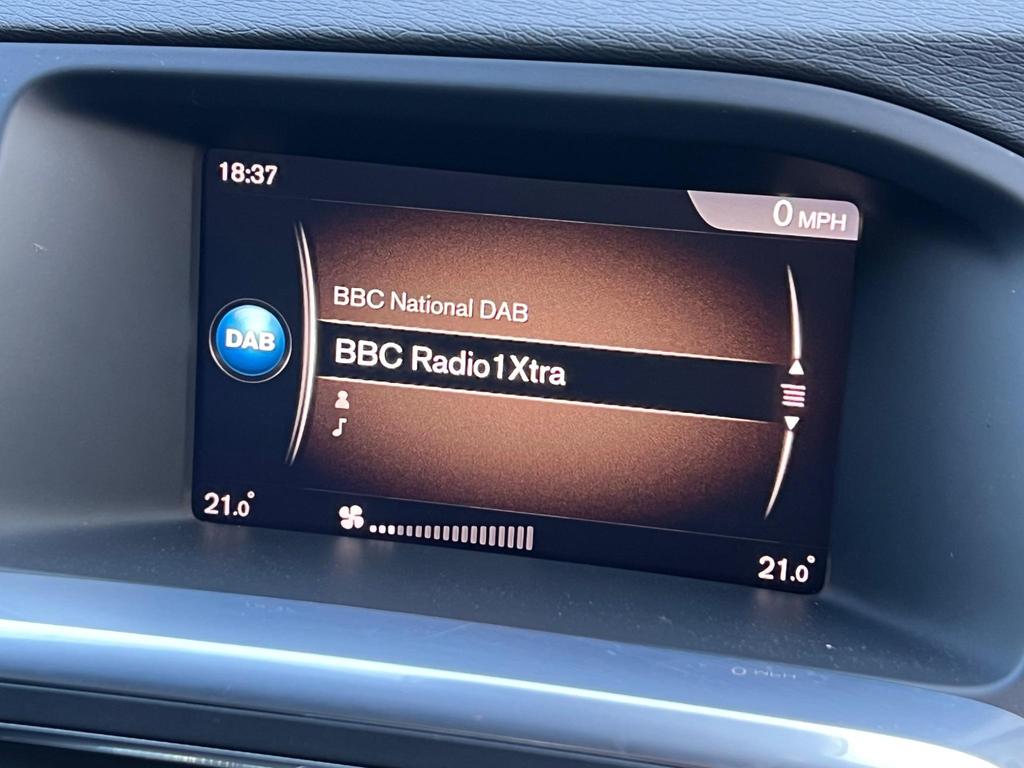 18:37
0 MPH
BBC National DAB
DAB
BBC Radio1Xtra
21.0°
21.0°